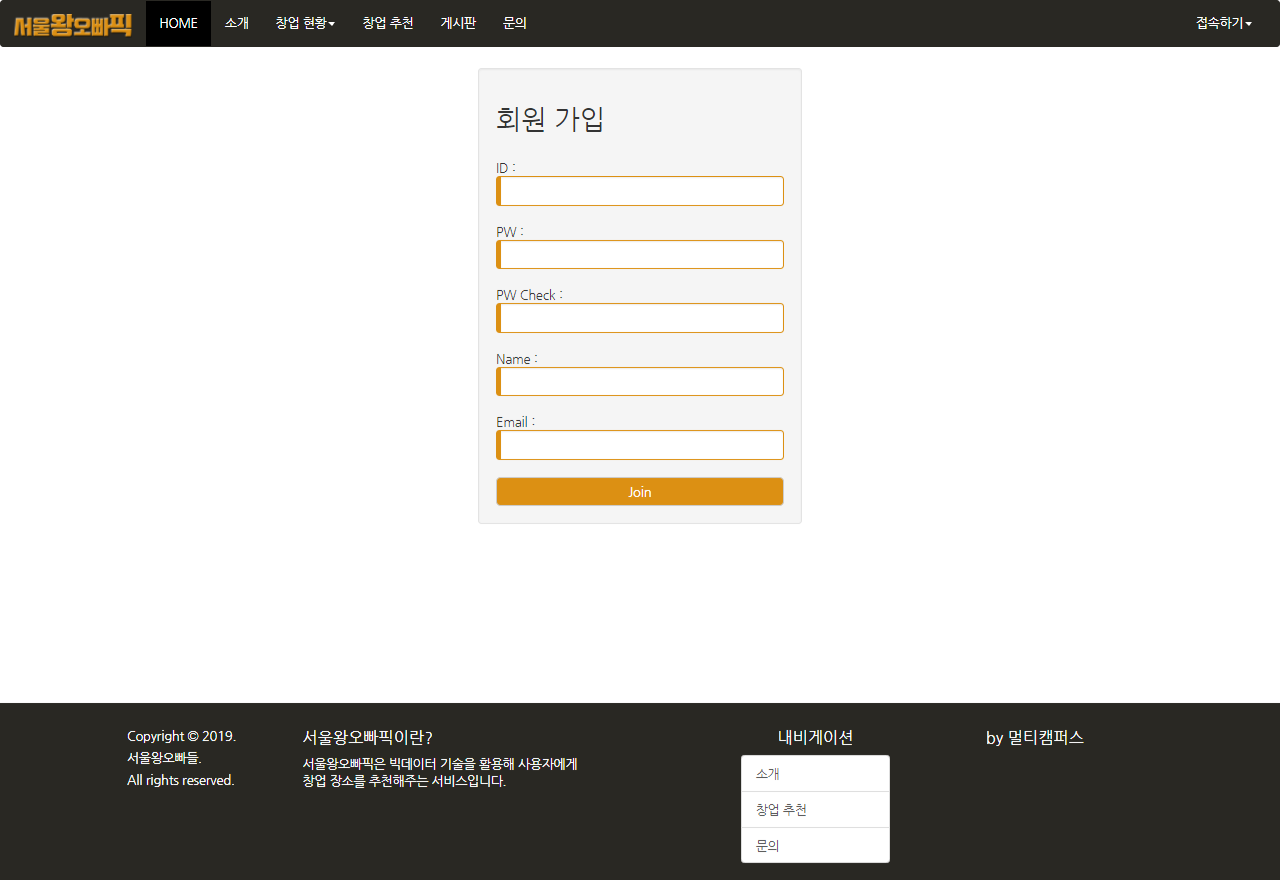 서울왕오빠픽 HOME 소개 창업 현황 창업 추천 게시판 문의 접속하기
회원 가입
ID :
PW :
PW Check :
Name :
Email :
Join
Copyright © 2019.
서울왕오빠들.
All rights reserved.
서울왕오빠픽이란?
서울왕오빠픽은 빅데이터 기술을 활용해 사용자에게
창업 장소를 추천해주는 서비스입니다.
내비게이션
소개
창업 추천
문의
by 멀티캠퍼스